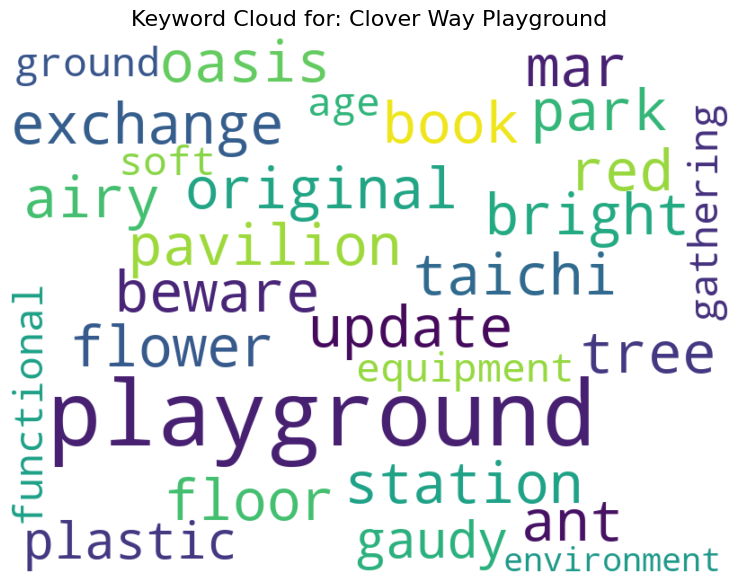 Keyword Cloud for: Clover Way Playground
ground oasis mar
exchange age book park
soft red gathering
airy original bright
pavilion taichi
beware update
functional flower equipment tree
playground
floor station
plastic gaudy ant
environment